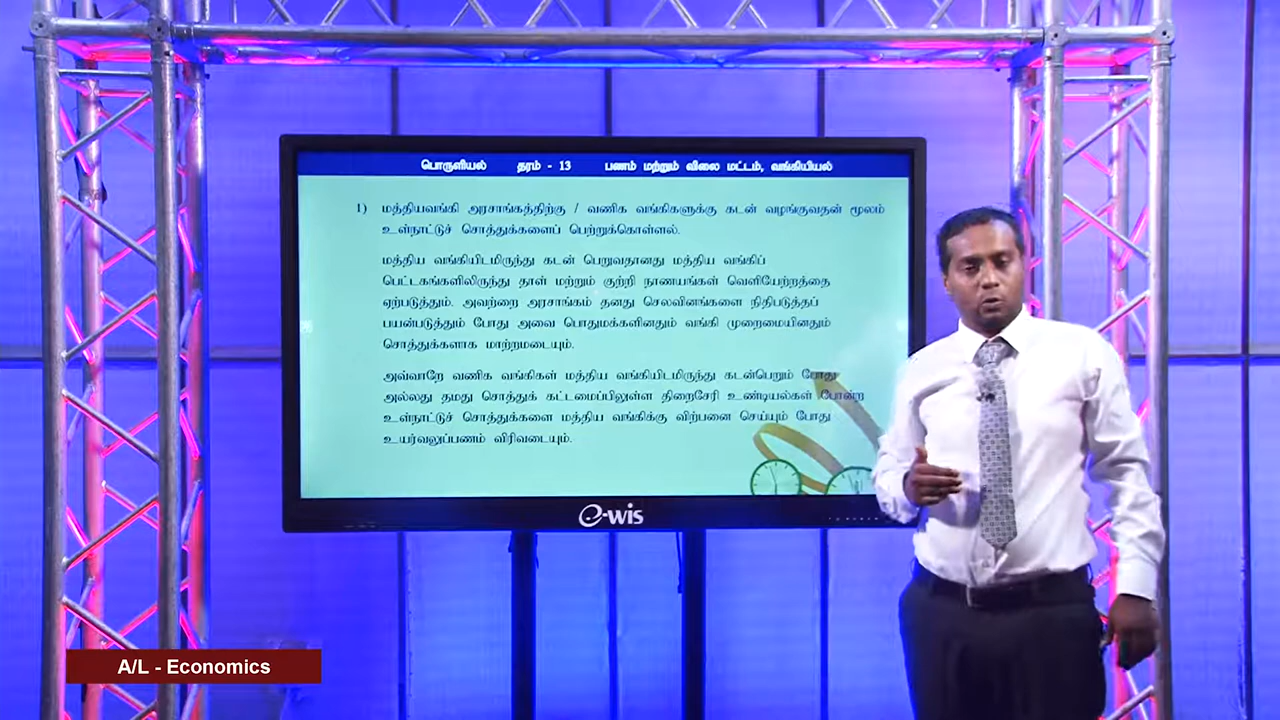 பொருளியல் தரம் - 13 பணம் மற்றும் விலை மட்டம், வங்கியியல்
1) மத்தியவங்கி அரசாங்கத்திற்கு / வணிக வங்கிகளுக்கு கடன் வழங்குவதன் மூலம்
உள்நாட்டுச் சொத்துக்களைப் பெற்றுக்கொள்ளல்.
மத்திய வங்கியிடமிருந்து கடன் பெறுவதானது மத்திய வங்கிப்
பெட்டகங்களிலிருந்து தாள் மற்றும் குற்றி நாணயங்கள் வெளியேற்றத்தை
ஏற்படுத்தும். அவற்றை அரசாங்கம் தனது செலவினங்களை நிதிபடுத்தப்
பயன்படுத்தும் போது அவை பொதுமக்களினதும் வங்கி முறைமையினதும்
சொத்துக்களாக மாற்றமடையும்.
அவ்வாறே வணிக வங்கிகள் மத்திய வங்கியிடமிருந்து கடன்பெறும் போது
அல்லது தமது சொத்துக் கட்டமைப்பிலுள்ள திறைசேரி உண்டியல்கள் போன்ற
உள்நாட்டுச் சொத்துக்களை மத்திய வங்கிக்கு விற்பனை செய்யும் போது
உயர்வலுப்பணம் விரிவடையும்.
e-wis
A/L - Economics